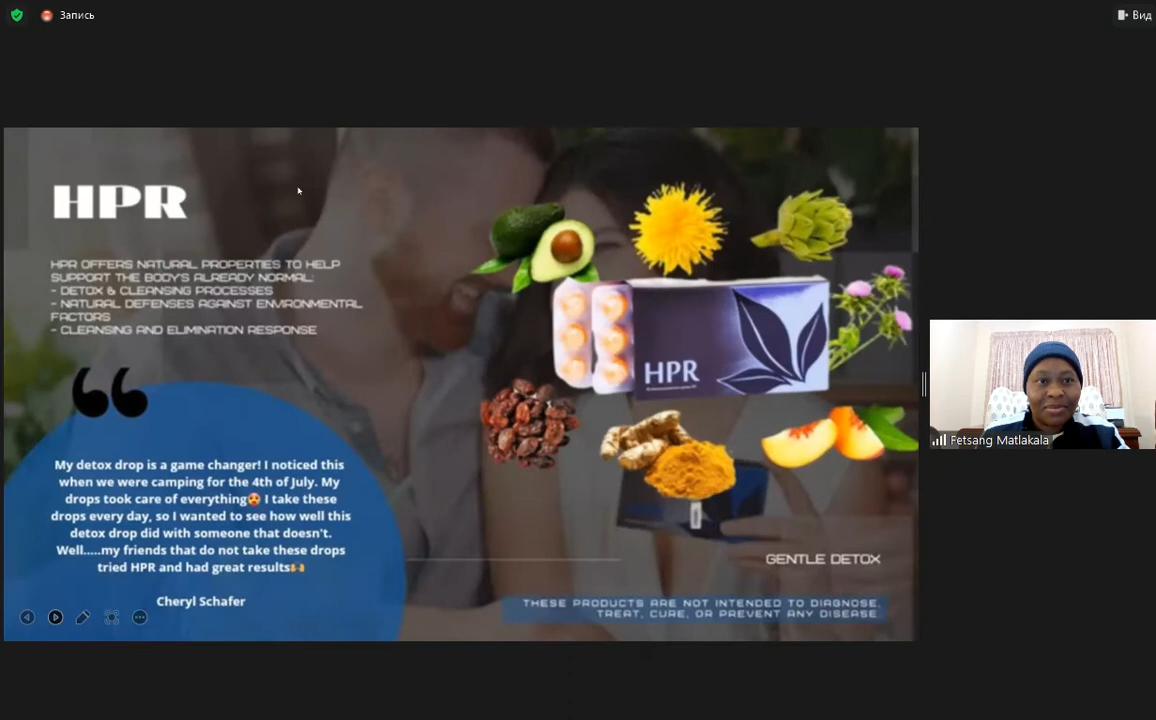 Запись
Вид
HPR
HPR OFFERS NATURAL PROPERTIES TO HELP
SUPPORT THE BODY'S ALREADY NORMAL:
- DETOX & CLEANSING PROCESSES
- NATURAL DEFENSES AGAINST ENVIRONMENTAL
FACTORS
- CLEANSING AND ELIMINATION RESPONSE
HPR
My detox drop is a game changer! I noticed this
when we were camping for the 4th of July. My
drops took care of everything😍 I take these
drops every day, so I wanted to see how well this
detox drop did with someone that doesn't.
Well.....my friends that do not take these drops
tried HPR and had great results🙌
Cheryl Schafer
GENTLE DETOX
THESE PRODUCTS ARE NOT INTENDED TO DIAGNOSE,
TREAT, CURE, OR PREVENT ANY DISEASE.
Fetsang Matlakala